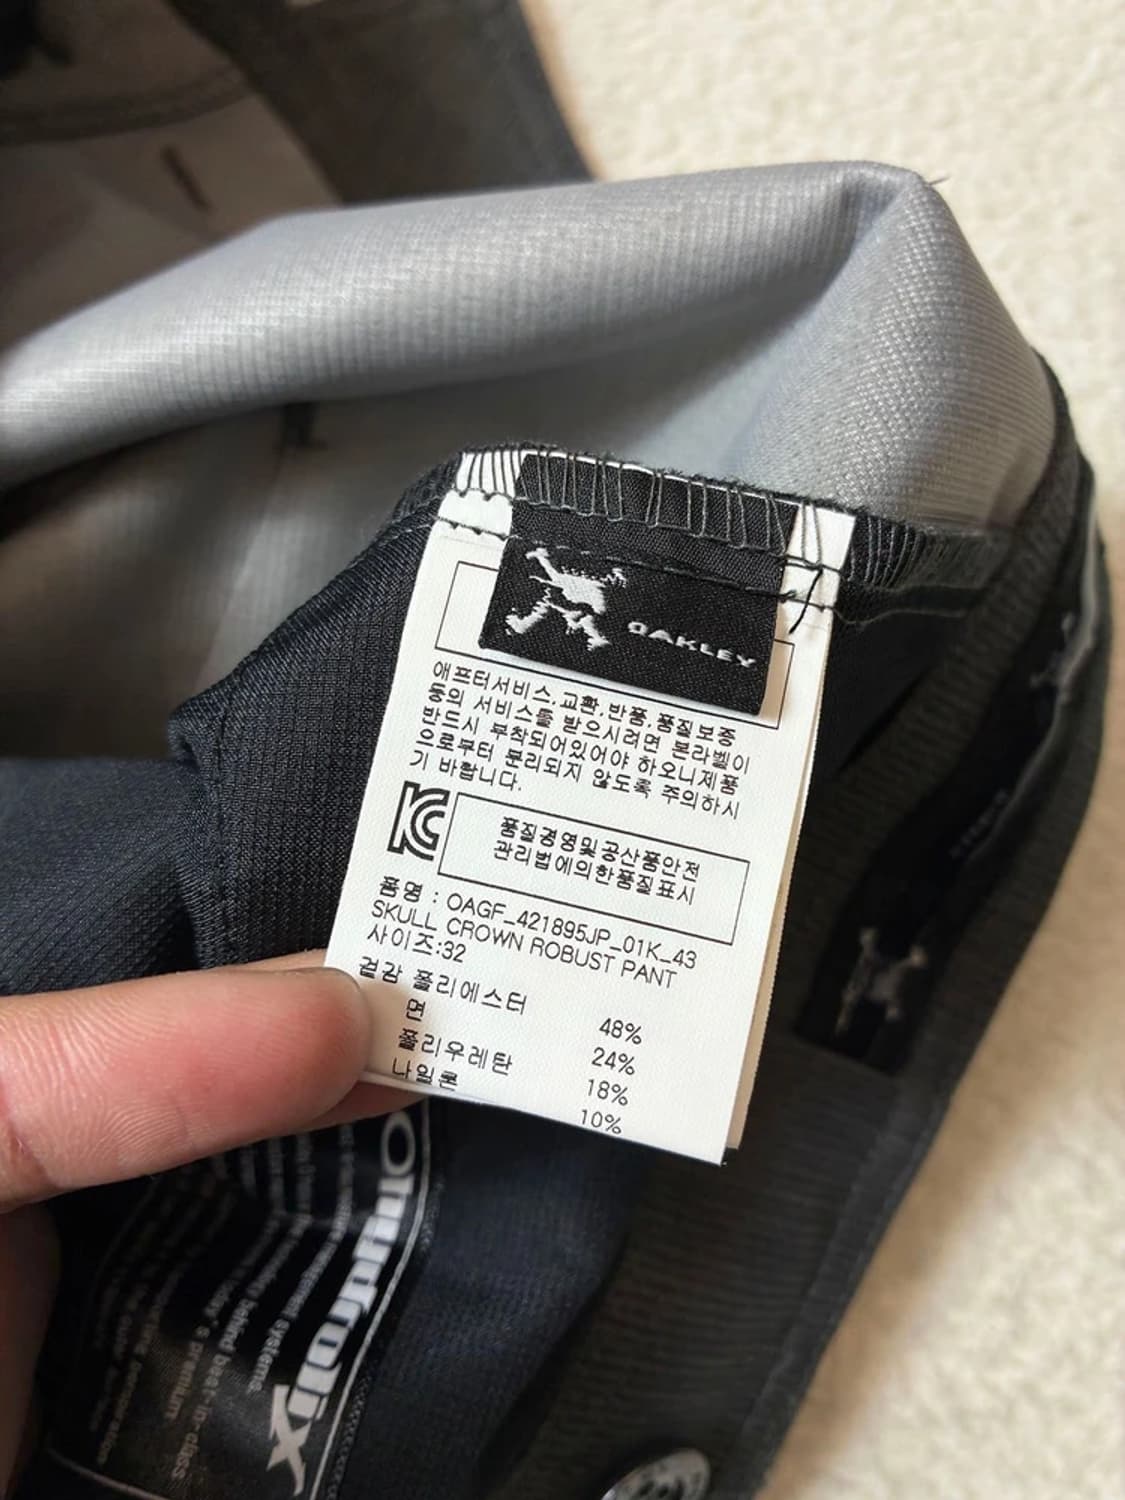 OAKLEY
애프터서비스,교환,반품,품질보증
등의 서비스를 받으시려면 본라벨이
반드시 부착되어있어야 하오니제품
으로부터 분리되지 않도록 주의하시
기 바랍니다.
품질경영및공산품안전
관리법에의한품질표시
품명 : OAGF_421895JP_01K_43
SKULL CROWN ROBUST PANT
사이즈:32
겉감 폴리에스터 48%
면 24%
폴리우레탄 18%
나일론 10%